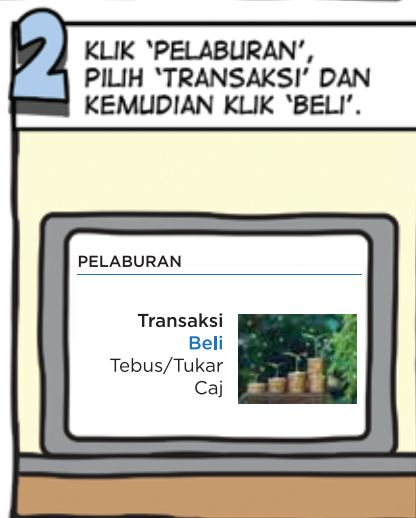 2
KLIK 'PELABURAN',
PILIH 'TRANSAKSI' DAN
KEMUDIAN KLIK 'BELI'.
PELABURAN
Transaksi
Beli
Tebus/Tukar
Caj